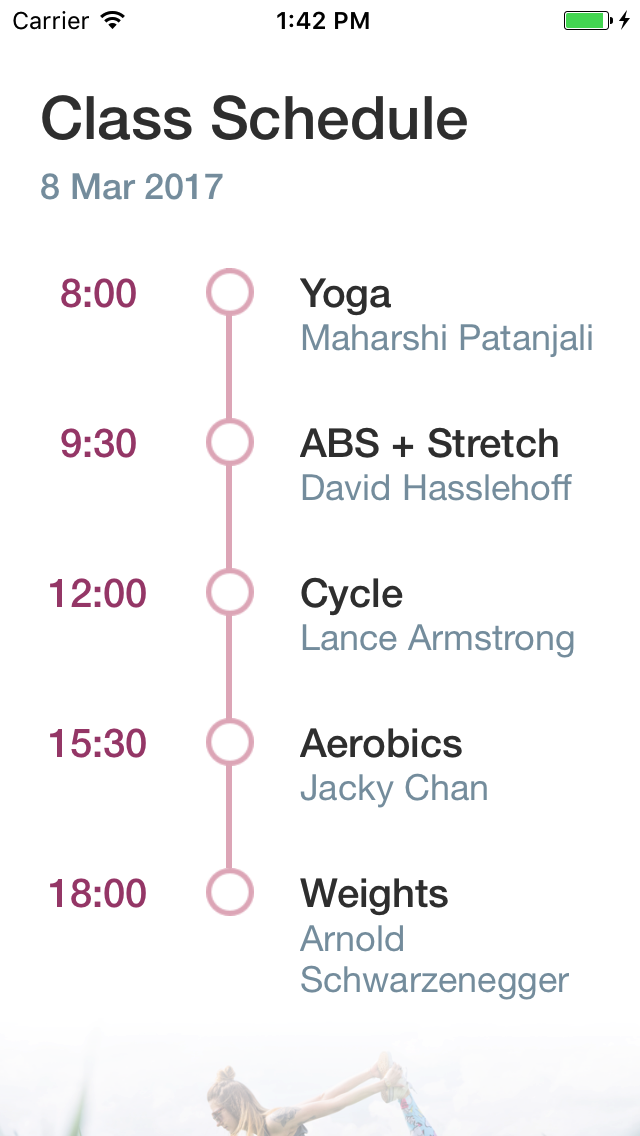 Carrier 1:42 PM
Class Schedule
8 Mar 2017
8:00 Yoga
Maharshi Patanjali
9:30 ABS + Stretch
David Hasslehoff
12:00 Cycle
Lance Armstrong
15:30 Aerobics
Jacky Chan
18:00 Weights
Arnold
Schwarzenegger